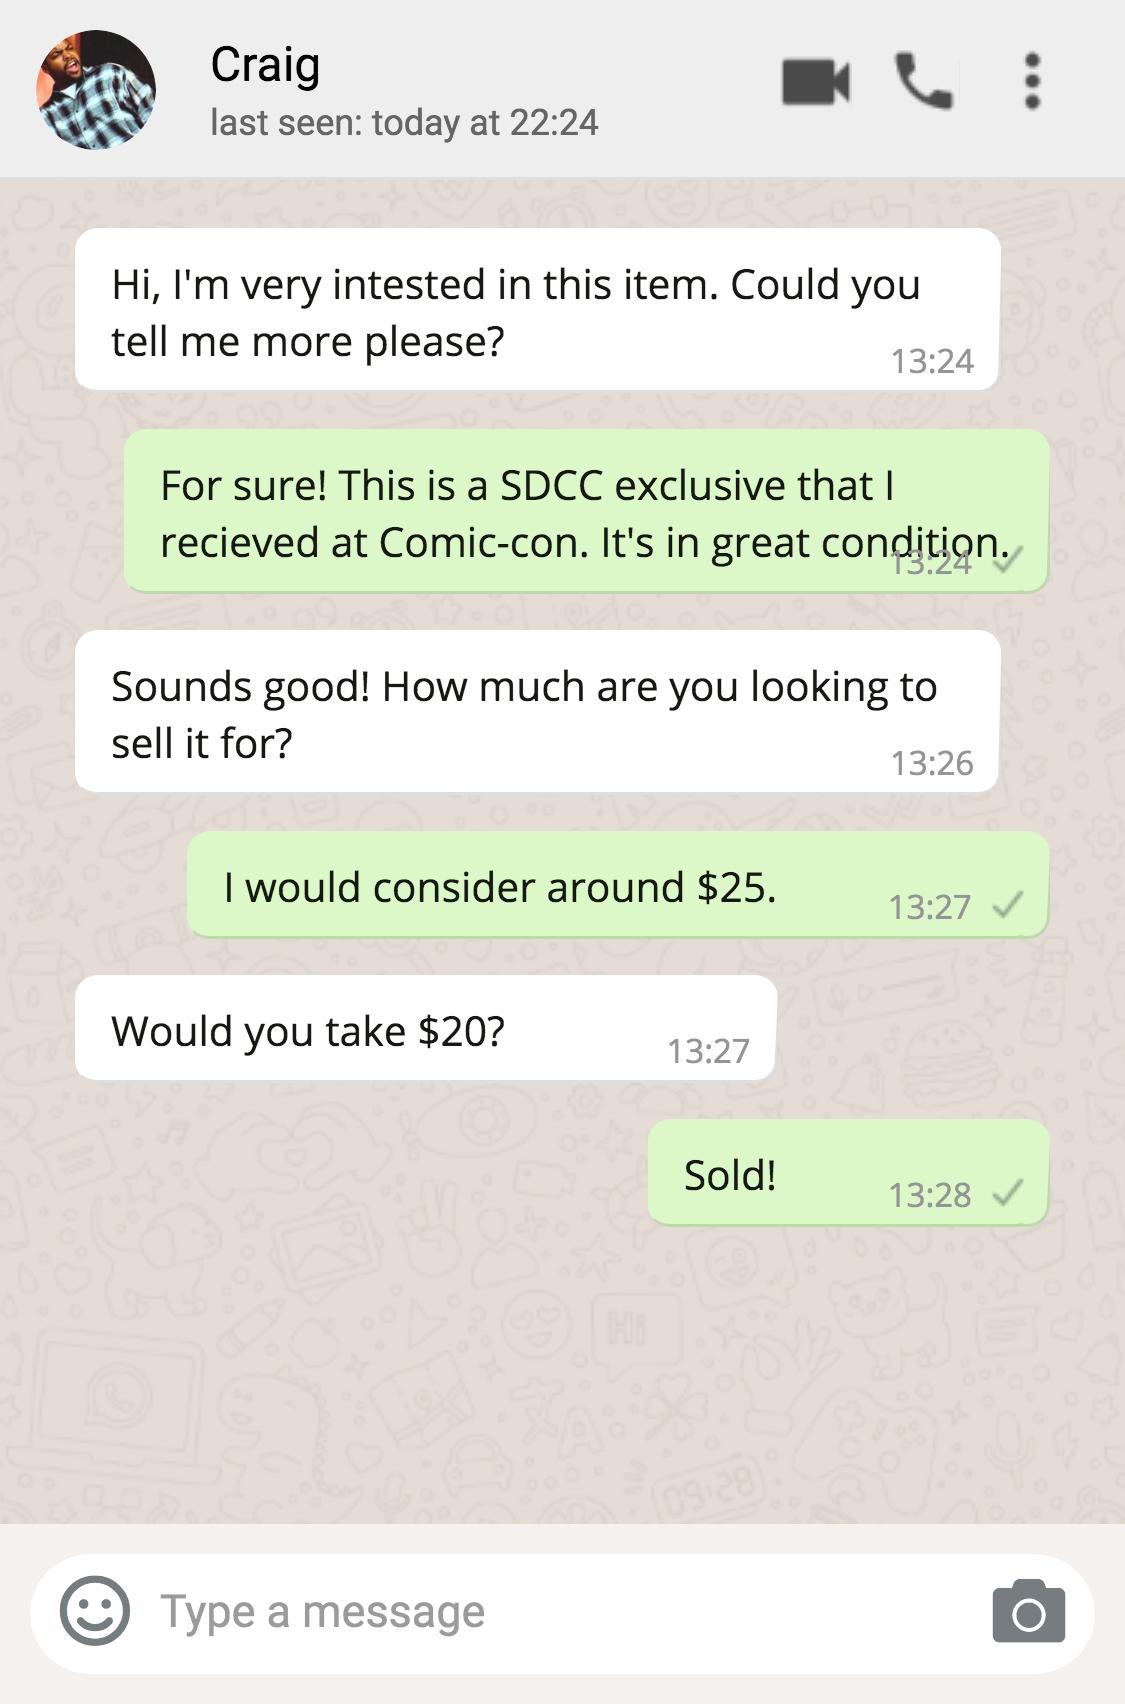 Craig
last seen: today at 22:24
Hi, I'm very intested in this item. Could you
tell me more please?
13:24
For sure! This is a SDCC exclusive that I
recieved at Comic-con. It's in great condition.
13:24
Sounds good! How much are you looking to
sell it for?
13:26
I would consider around $25.
13:27
Would you take $20?
13:27
Sold!
13:28
Hi
09:28
Type a message